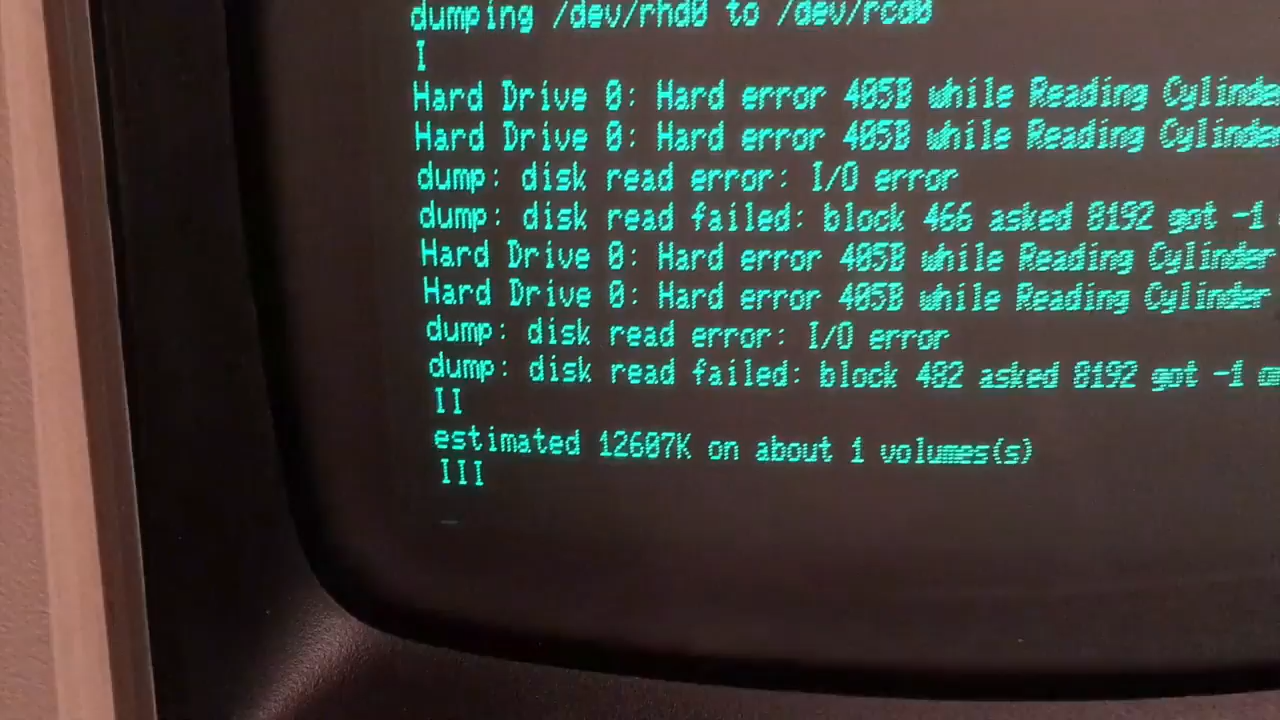 dumping /dev/rhd0 to /dev/rcd0
I
Hard Drive 0: Hard error 405B while Reading Cylinder
Hard Drive 0: Hard error 405B while Reading Cylinder
dump: disk read error: I/O error
dump: disk read failed: block 466 asked 8192 got -1
Hard Drive 0: Hard error 405B while Reading Cylinder
Hard Drive 0: Hard error 405B while Reading Cylinder
dump: disk read error: I/O error
dump: disk read failed: block 482 asked 8192 got -1
II
estimated 12607K on about 1 volumes(s)
III